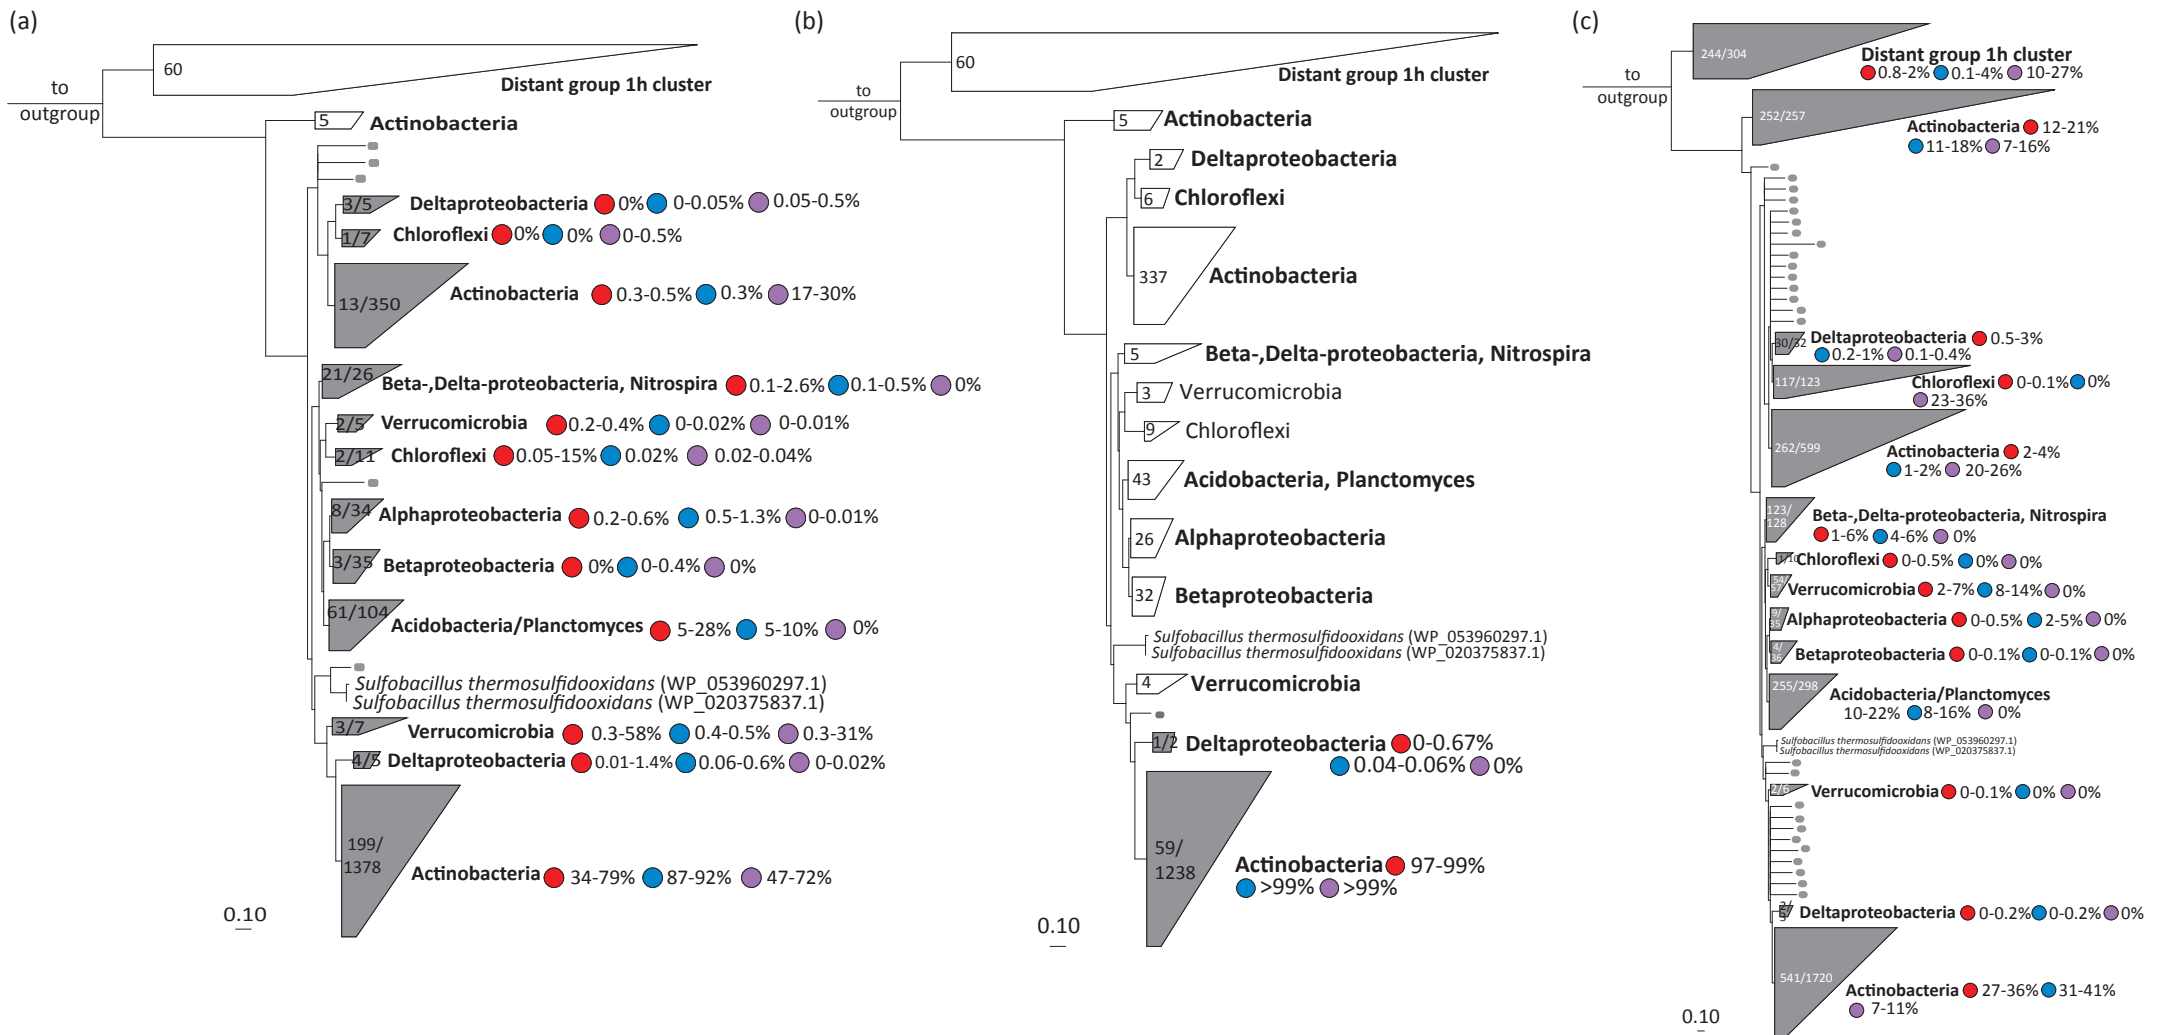 (a)
60
Distant group 1h cluster
to
outgroup
5
Actinobacteria
3/5
Deltaproteobacteria 0% 0-0.05% 0.05-0.5%
1/7
Chloroflexi 0% 0% 0-0.5%
13/350
Actinobacteria 0.3-0.5% 0.3% 17-30%
21/26
Beta-,Delta-proteobacteria, Nitrospira 0.1-2.6% 0.1-0.5% 0%
2/5
Verrucomicrobia 0.2-0.4% 0-0.02% 0-0.01%
2/11
Chloroflexi 0.05-15% 0.02% 0.02-0.04%
8/34
Alphaproteobacteria 0.2-0.6% 0.5-1.3% 0-0.01%
3/35
Betaproteobacteria 0% 0-0.4% 0%
61/104
Acidobacteria/Planctomyces 5-28% 5-10% 0%
Sulfobacillus thermosulfidooxidans (WP_053960297.1)
Sulfobacillus thermosulfidooxidans (WP_020375837.1)
3/7
Verrucomicrobia 0.3-58% 0.4-0.5% 0.3-31%
4/5
Deltaproteobacteria 0.01-1.4% 0.06-0.6% 0-0.02%
199/
1378
Actinobacteria 34-79% 87-92% 47-72%
0.10
(b)
60
Distant group 1h cluster
to
outgroup
5
Actinobacteria
2
Deltaproteobacteria
6
Chloroflexi
337
Actinobacteria
5
Beta-,Delta-proteobacteria, Nitrospira
3
Verrucomicrobia
9
Chloroflexi
43
Acidobacteria, Planctomyces
26
Alphaproteobacteria
32
Betaproteobacteria
Sulfobacillus thermosulfidooxidans (WP_053960297.1)
Sulfobacillus thermosulfidooxidans (WP_020375837.1)
4
Verrucomicrobia
1/2
Deltaproteobacteria 0-0.67%
0.04-0.06% 0%
59/
1238
Actinobacteria 97-99%
>99% >99%
0.10
(c)
244/304
Distant group 1h cluster
0.8-2% 0.1-4% 10-27%
to
outgroup
252/257
Actinobacteria 12-21%
11-18% 7-16%
30/32
Deltaproteobacteria 0.5-3%
0.2-1% 0.1-0.4%
117/123
Chloroflexi 0-0.1% 0%
23-36%
262/599
Actinobacteria 2-4%
1-2% 20-26%
123/
128
Beta-,Delta-proteobacteria, Nitrospira
1-6% 4-6% 0%
1/10
Chloroflexi 0-0.5% 0% 0%
54/
57
Verrucomicrobia 2-7% 8-14% 0%
9/
35
Alphaproteobacteria 0-0.5% 2-5% 0%
4/
36
Betaproteobacteria 0-0.1% 0-0.1% 0%
255/298
Acidobacteria/Planctomyces
10-22% 8-16% 0%
Sulfobacillus thermosulfidooxidans (WP_053960297.1)
Sulfobacillus thermosulfidooxidans (WP_020375837.1)
2/6
Verrucomicrobia 0-0.1% 0% 0%
Deltaproteobacteria 0-0.2% 0-0.2% 0%
541/1720
Actinobacteria 27-36% 31-41%
7-11%
0.10